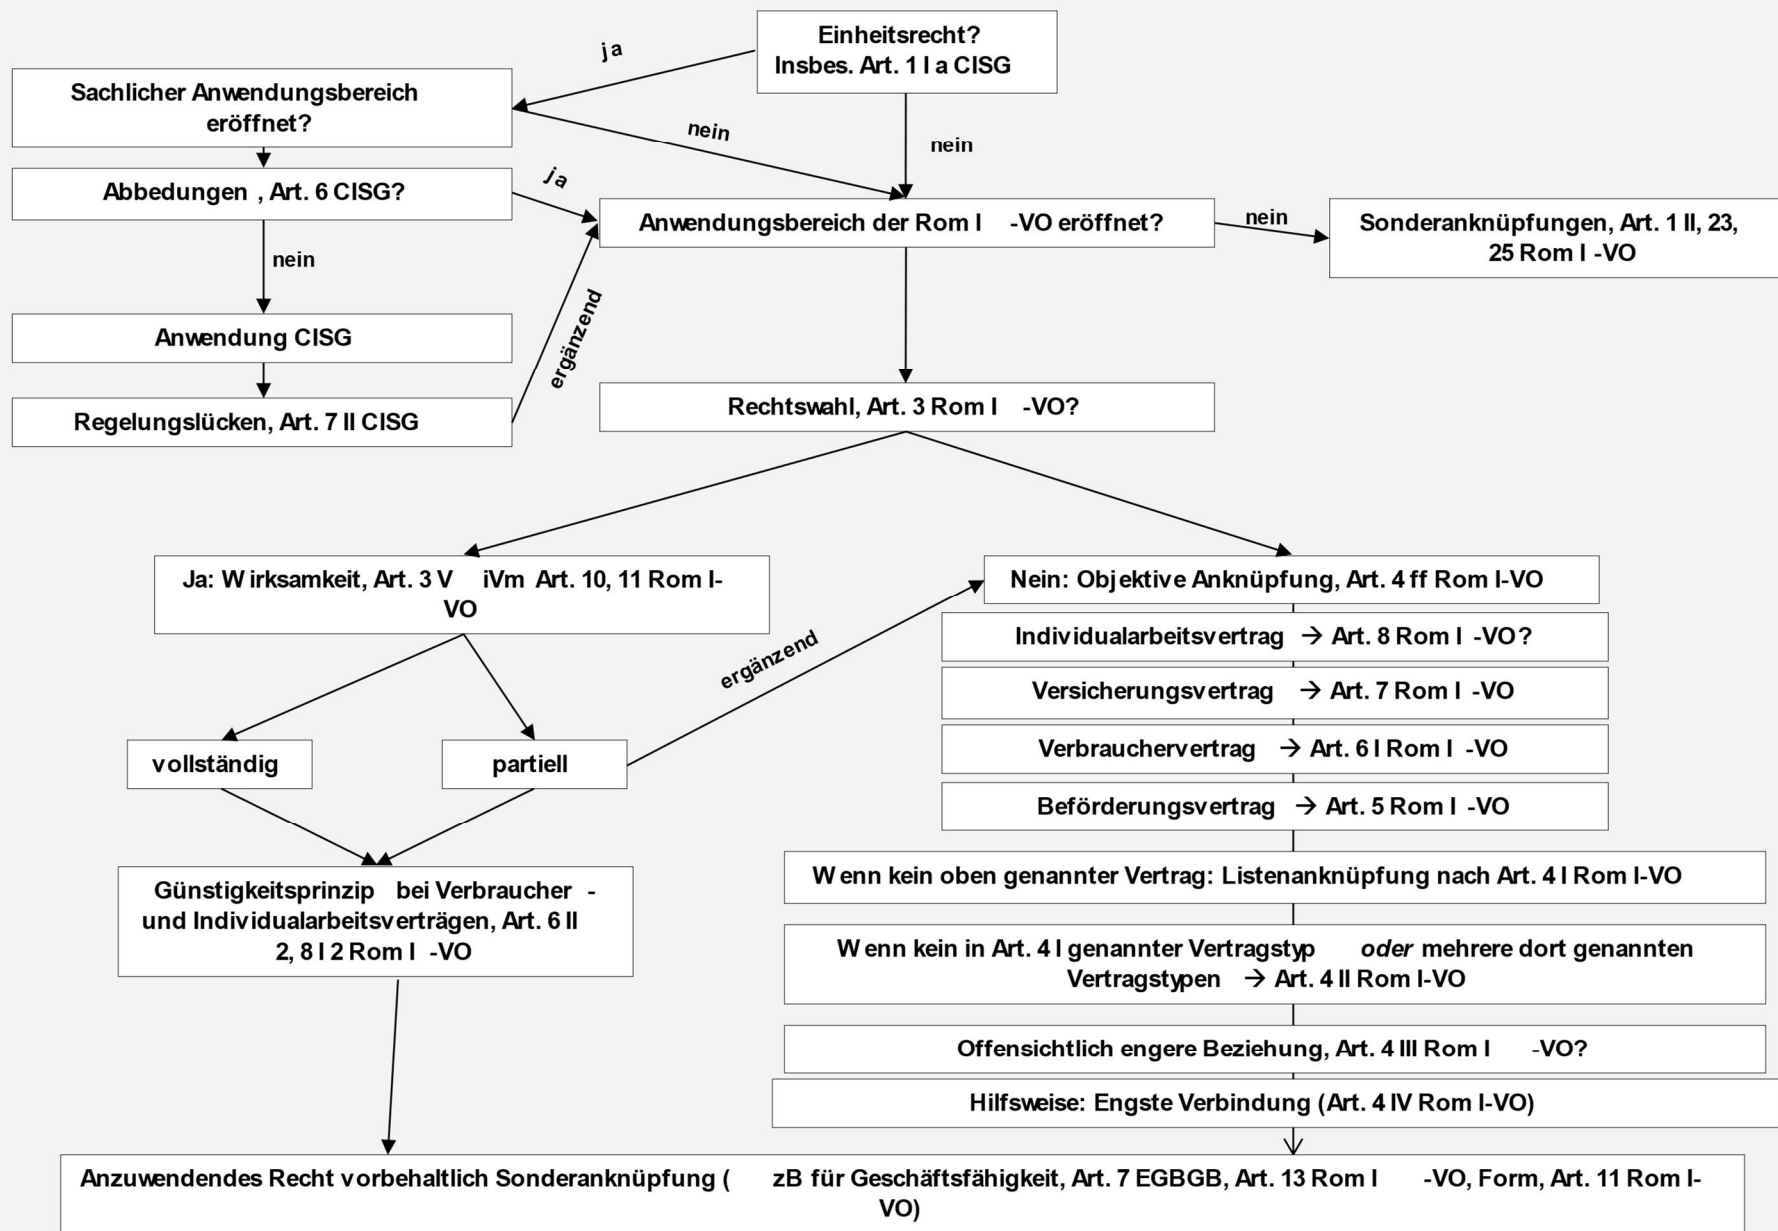 Einheitsrecht?
Insbes. Art. 1 I a CISG
ja
Sachlicher Anwendungsbereich
eröffnet?
nein
nein
Abbedungen , Art. 6 CISG?
ja
Anwendungsbereich der Rom I -VO eröffnet?
nein
Sonderanknüpfungen, Art. 1 II, 23,
25 Rom I -VO
nein
Anwendung CISG
ergänzend
Regelungslücken, Art. 7 II CISG
Rechtswahl, Art. 3 Rom I -VO?
Ja: Wirksamkeit, Art. 3 V iVm Art. 10, 11 Rom I-
VO
Nein: Objektive Anknüpfung, Art. 4 ff Rom I-VO
ergänzend
Individualarbeitsvertrag → Art. 8 Rom I -VO?
Versicherungsvertrag → Art. 7 Rom I -VO
Verbrauchervertrag → Art. 6 I Rom I -VO
Beförderungsvertrag → Art. 5 Rom I -VO
vollständig
partiell
Günstigkeitsprinzip bei Verbraucher -
und Individualarbeitsverträgen, Art. 6 II
2, 8 I 2 Rom I -VO
Wenn kein oben genannter Vertrag: Listenanknüpfung nach Art. 4 I Rom I-VO
Wenn kein in Art. 4 I genannter Vertragstyp oder mehrere dort genannten
Vertragstypen → Art. 4 II Rom I-VO
Offensichtlich engere Beziehung, Art. 4 III Rom I -VO?
Hilfsweise: Engste Verbindung (Art. 4 IV Rom I-VO)
Anzuwendendes Recht vorbehaltlich Sonderanknüpfung ( zB für Geschäftsfähigkeit, Art. 7 EGBGB, Art. 13 Rom I -VO, Form, Art. 11 Rom I-
VO)